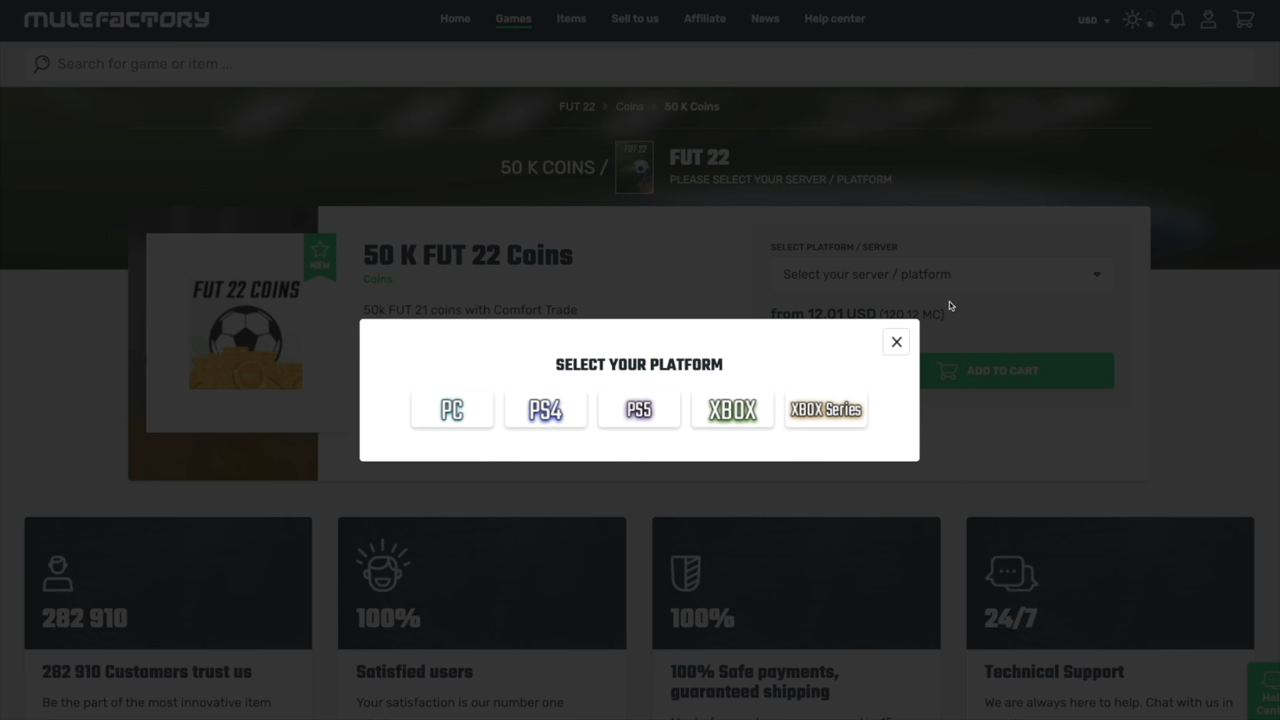 MULEFACTORY
Home Games Items Sell to us Affiliate News Help center
USD
Search for game or item ...
FUT 22 > Coins > 50 K Coins
50 K COINS /
FUT 22
FUT 22
PLEASE SELECT YOUR SERVER / PLATFORM
NEW
FUT 22 COINS
50 K FUT 22 Coins
Coins
50k FUT 21 coins with Comfort Trade
SELECT PLATFORM / SERVER
Select your server / platform
from 12.01 USD (120.12 MC)
ADD TO CART
SELECT YOUR PLATFORM
PC PS4 PS5 XBOX XBOX Series
282 910
282 910 Customers trust us
Be the part of the most innovative item
100%
Satisfied users
Your satisfaction is our number one
100%
100% Safe payments,
guaranteed shipping
24/7
Technical Support
We are always here to help. Chat with us in